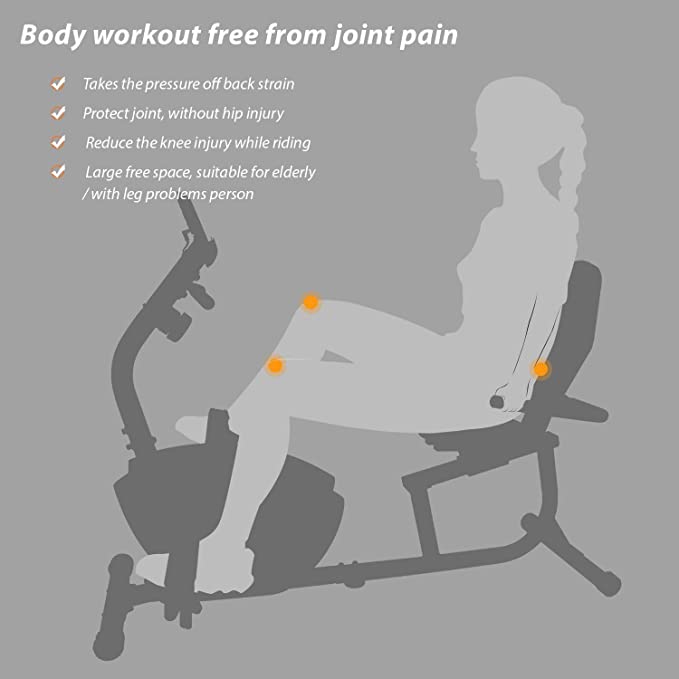 Body workout free from joint pain
Takes the pressure off back strain
Protect joint, without hip injury
Reduce the knee injury while riding
Large free space, suitable for elderly
/ with leg problems person